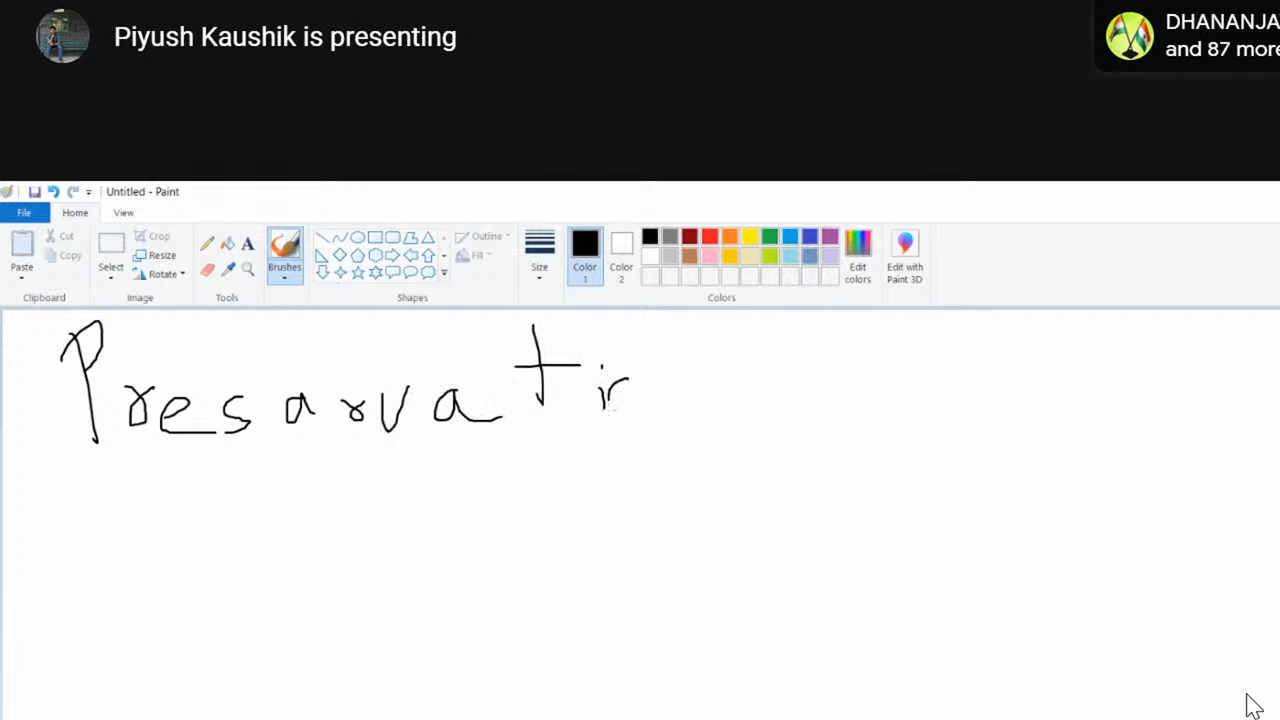 Piyush Kaushik is presenting
DHANANJA
and 87 more
Untitled - Paint
File Home View
Cut
Copy
Paste
Clipboard
Crop
Resize
Rotate
Select
Image
Tools
Brushes
Outline
Fill
Shapes
Size
Color 1
Color 2
Edit colors
Colors
Edit with Paint 3D
Presarvatir